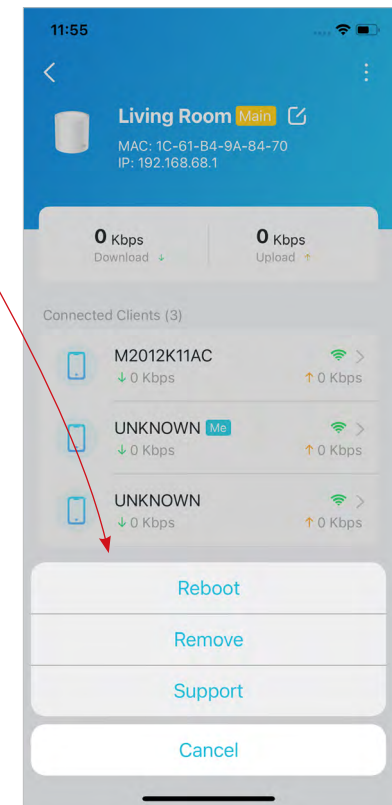 11:55
Living Room Main
MAC: 1C-61-B4-9A-84-70
IP: 192.168.68.1
0 Kbps 0 Kbps
Download ↓ Upload ↑
Connected Clients (3)
M2012K11AC
↓ 0 Kbps ↑ 0 Kbps
UNKNOWN Me
↓ 0 Kbps ↑ 0 Kbps
UNKNOWN
↓ 0 Kbps ↑ 0 Kbps
Reboot
Remove
Support
Cancel